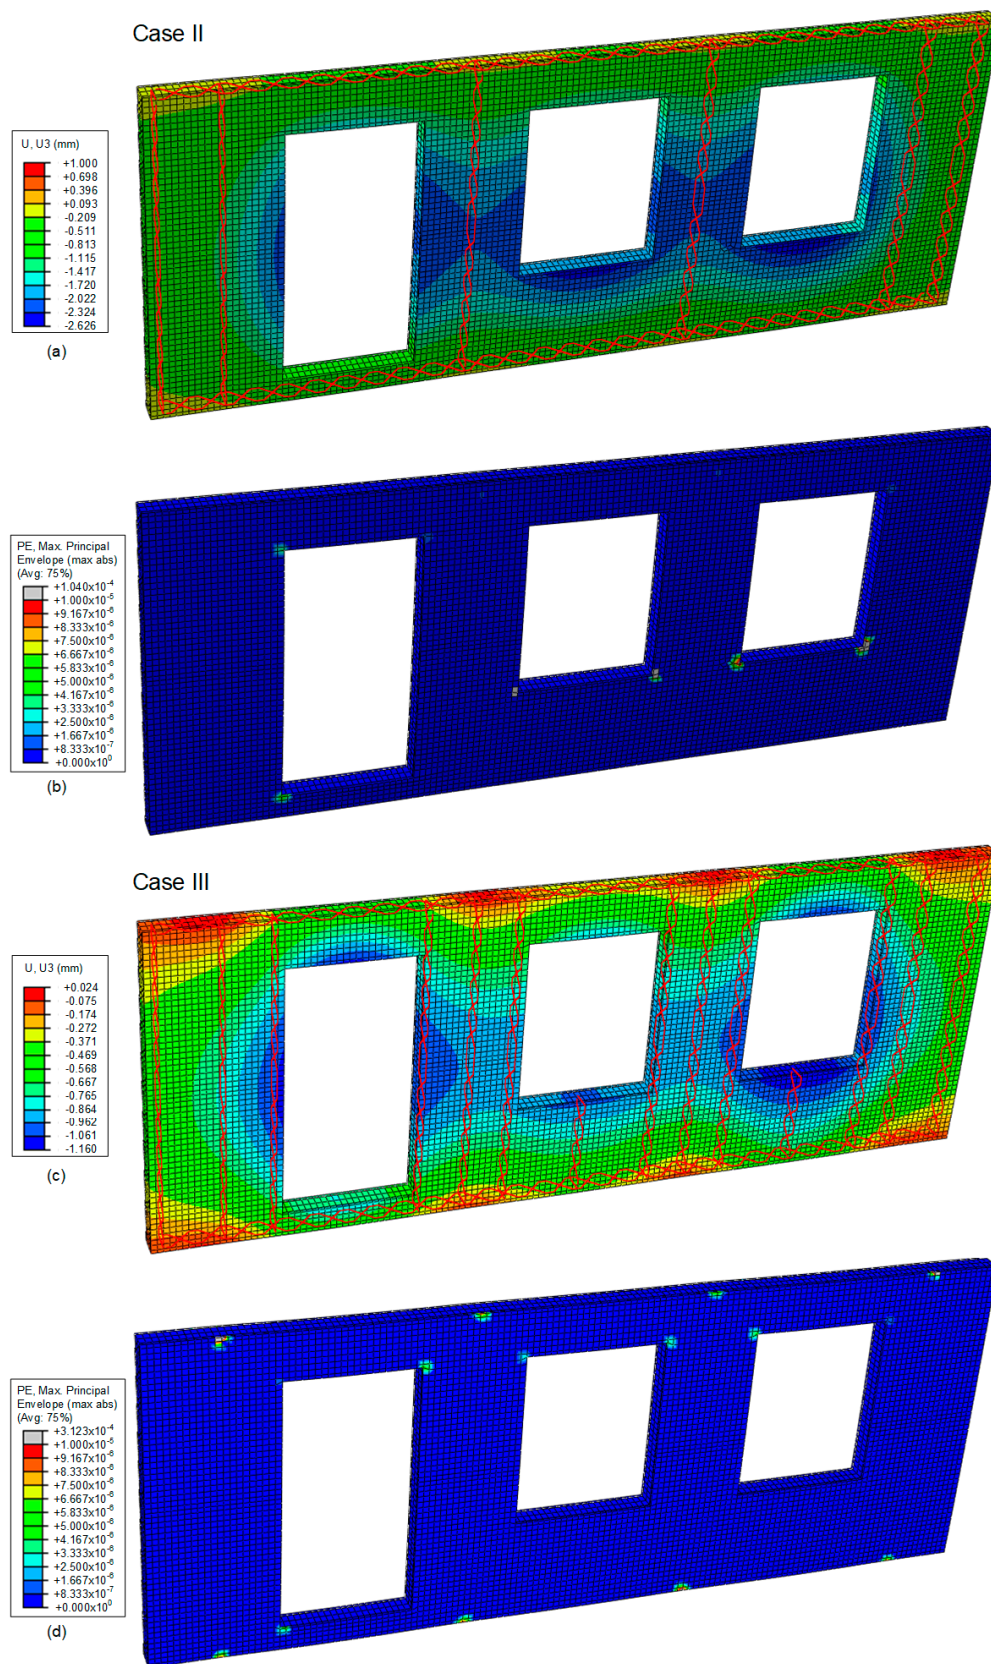 Case II
U, U3 (mm)
+1.000
+0.698
+0.396
+0.093
-0.209
-0.511
-0.813
-1.115
-1.417
-1.720
-2.022
-2.324
-2.626
(a)
PE, Max. Principal
Envelope (max abs)
(Avg: 75%)
+1.040x10⁻⁴
+1.000x10⁻⁵
+9.167x10⁻⁶
+8.333x10⁻⁶
+7.500x10⁻⁶
+6.667x10⁻⁶
+5.833x10⁻⁶
+5.000x10⁻⁶
+4.167x10⁻⁶
+3.333x10⁻⁶
+2.500x10⁻⁶
+1.667x10⁻⁶
+8.333x10⁻⁷
+0.000x10⁰
(b)
Case III
U, U3 (mm)
+0.024
-0.075
-0.174
-0.272
-0.371
-0.469
-0.568
-0.667
-0.765
-0.864
-0.962
-1.061
-1.160
(c)
PE, Max. Principal
Envelope (max abs)
(Avg: 75%)
+3.123x10⁻⁴
+1.000x10⁻⁵
+9.167x10⁻⁶
+8.333x10⁻⁶
+7.500x10⁻⁶
+6.667x10⁻⁶
+5.833x10⁻⁶
+5.000x10⁻⁶
+4.167x10⁻⁶
+3.333x10⁻⁶
+2.500x10⁻⁶
+1.667x10⁻⁶
+8.333x10⁻⁷
+0.000x10⁰
(d)